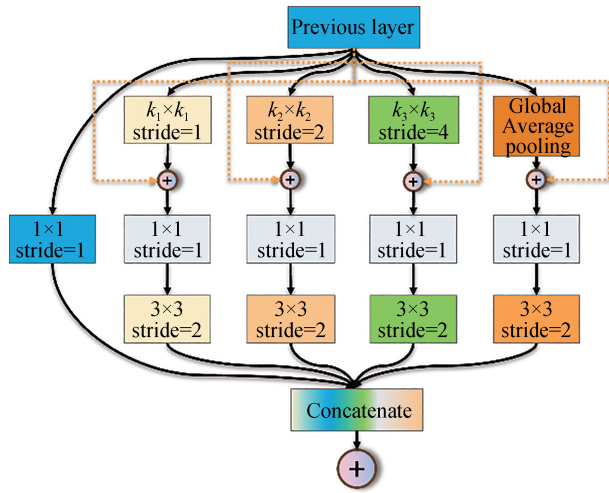 Previous layer
k₁×k₁
stride=1
k₂×k₂
stride=2
k₃×k₃
stride=4
Global
Average
pooling
+
+
+
+
1×1
stride=1
1×1
stride=1
1×1
stride=1
1×1
stride=1
1×1
stride=1
3×3
stride=2
3×3
stride=2
3×3
stride=2
3×3
stride=2
Concatenate
+